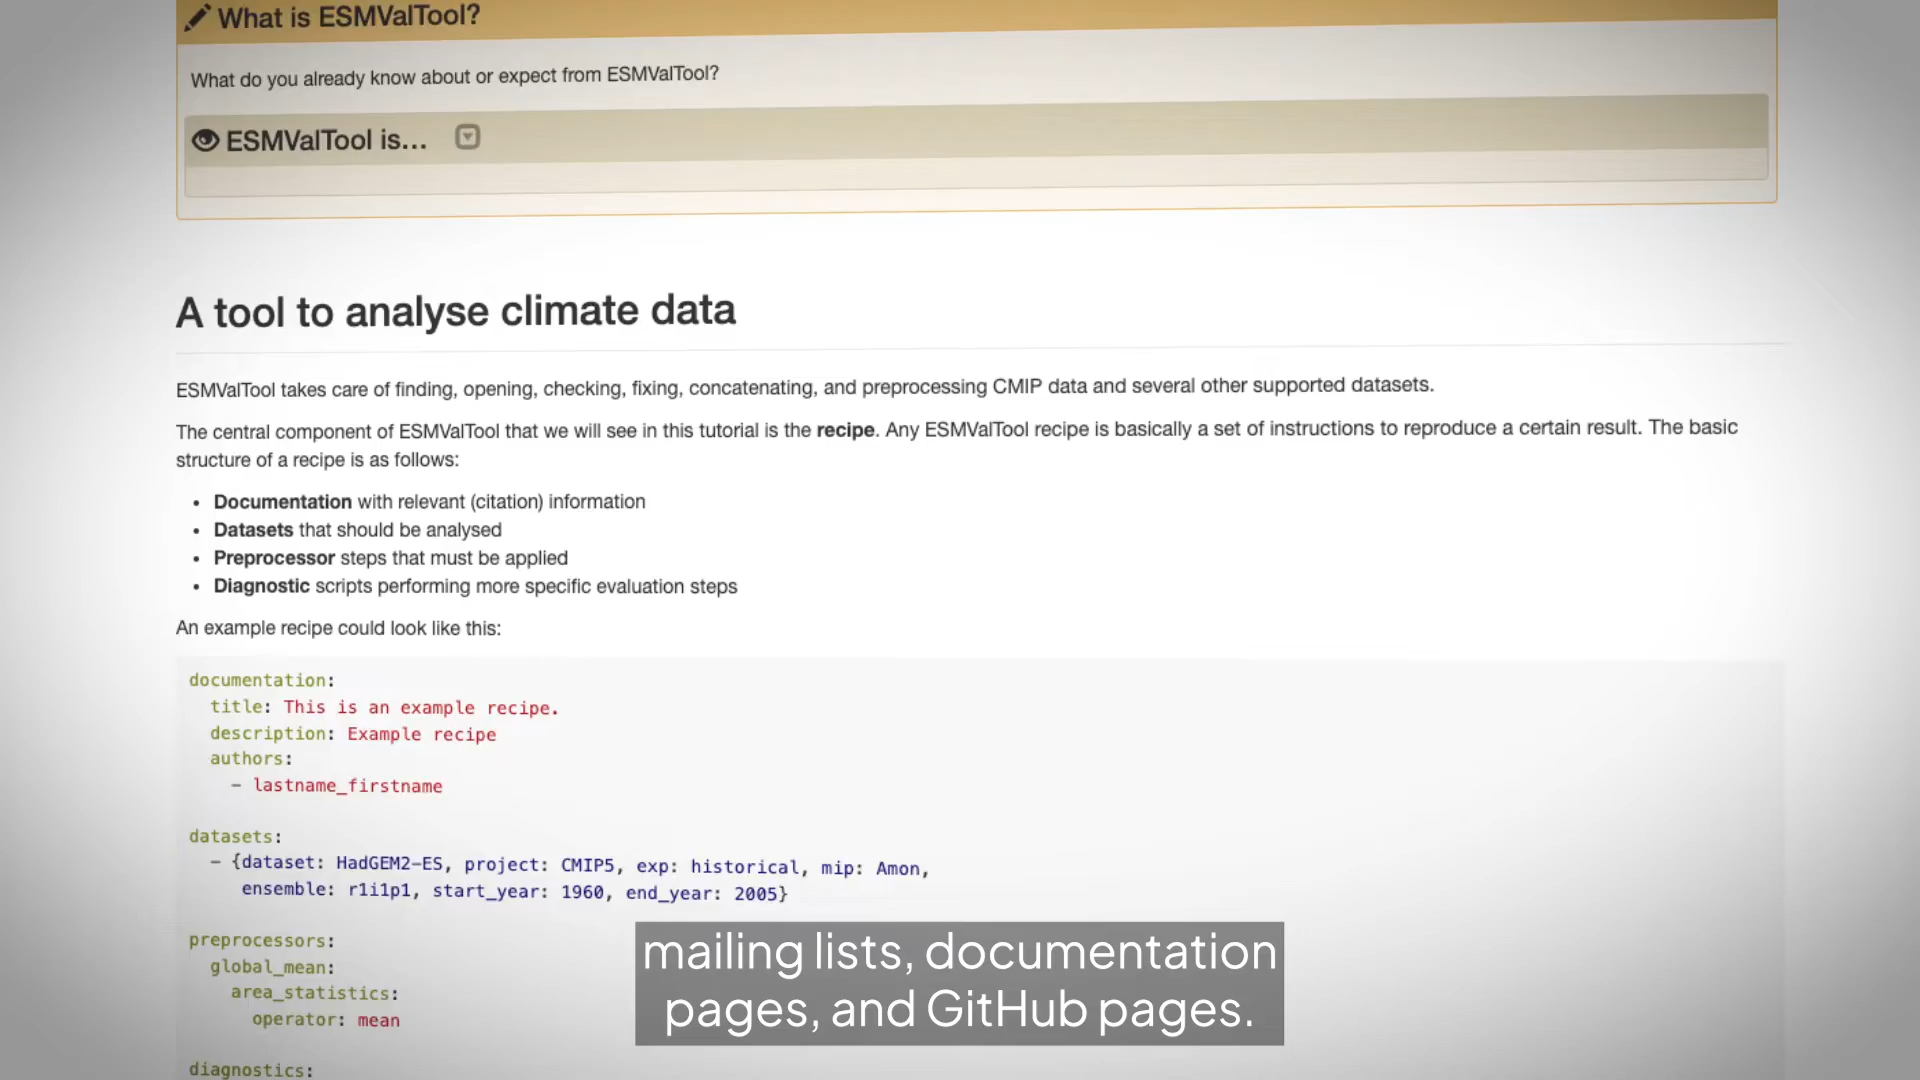 What is ESMValTool?
What do you already know about or expect from ESMValTool?
ESMValTool is...
A tool to analyse climate data
ESMValTool takes care of finding, opening, checking, fixing, concatenating, and preprocessing CMIP data and several other supported datasets.
The central component of ESMValTool that we will see in this tutorial is the recipe. Any ESMValTool recipe is basically a set of instructions to reproduce a certain result. The basic
structure of a recipe is as follows:
• Documentation with relevant (citation) information
• Datasets that should be analysed
• Preprocessor steps that must be applied
• Diagnostic scripts performing more specific evaluation steps
An example recipe could look like this:
documentation:
title: This is an example recipe.
description: Example recipe
authors:
- lastname_firstname
datasets:
- {dataset: HadGEM2-ES, project: CMIP5, exp: historical, mip: Amon,
ensemble: r1i1p1, start_year: 1960, end_year: 2005}
preprocessors:
global_mean:
area_statistics:
operator: mean
diagnostics:
mailing lists, documentation
pages, and GitHub pages.